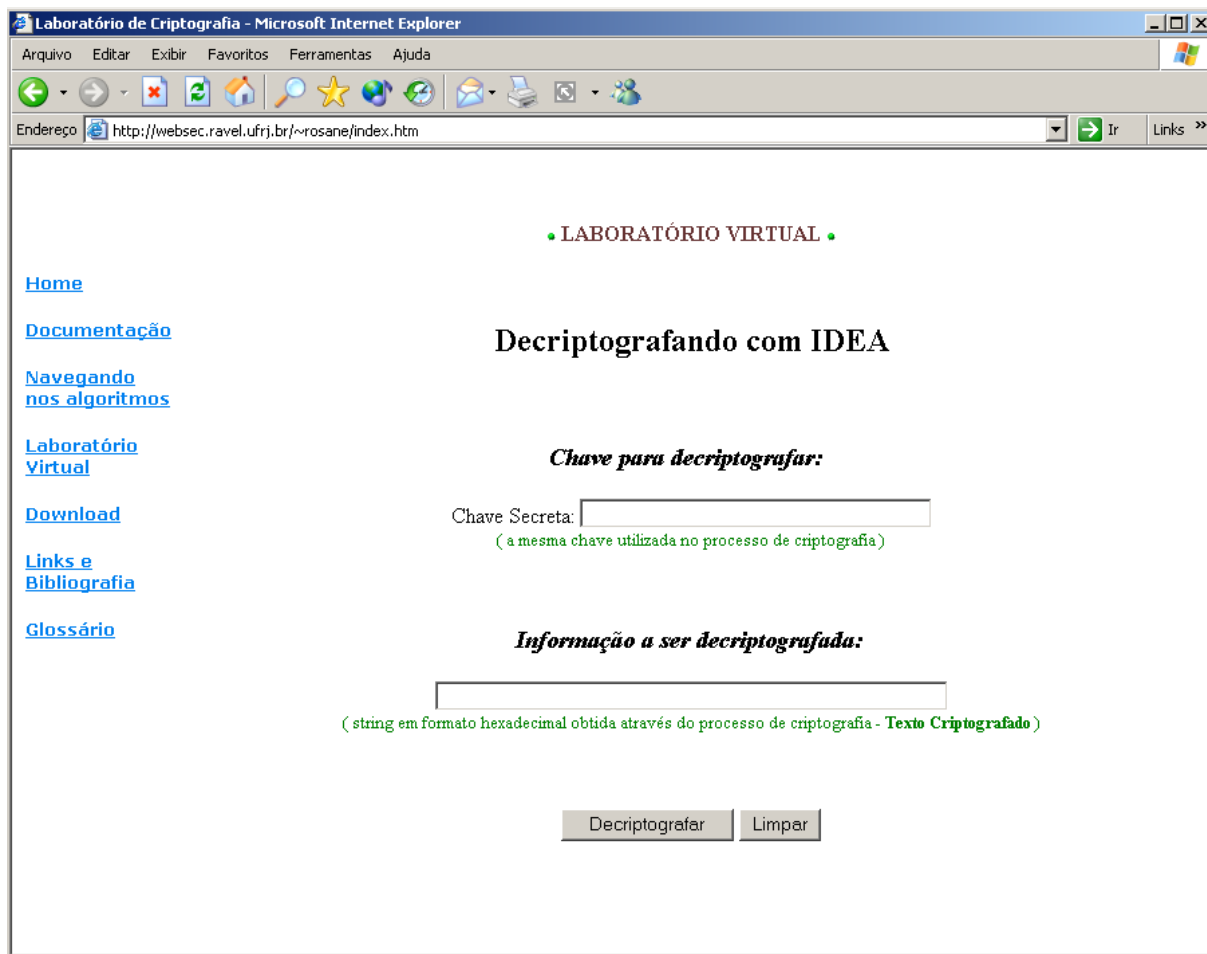 Laboratório de Criptografia - Microsoft Internet Explorer
Arquivo Editar Exibir Favoritos Ferramentas Ajuda
Endereço http://websec.ravel.ufrj.br/~rosane/index.htm Ir Links »
• LABORATÓRIO VIRTUAL •
Home
Documentação
Navegando
nos algoritmos
Laboratório
Virtual
Download
Links e
Bibliografia
Glossário
Decriptografando com IDEA
Chave para decriptografar:
Chave Secreta:
( a mesma chave utilizada no processo de criptografia )
Informação a ser decriptografada:
( string em formato hexadecimal obtida através do processo de criptografia - Texto Criptografado )
Decriptografar Limpar